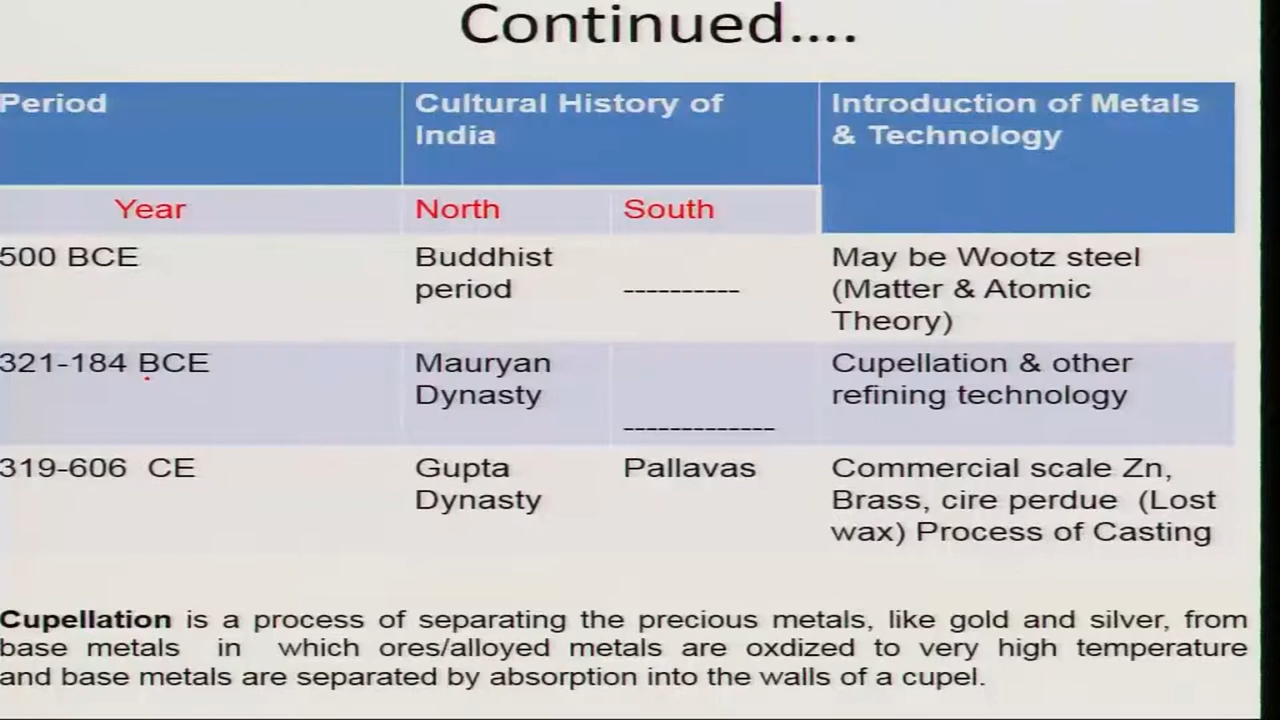 Continued....
Period
Cultural History of
India
Introduction of Metals
& Technology
Year
North
South
500 BCE
Buddhist
period
----------
May be Wootz steel
(Matter & Atomic
Theory)
321-184 BCE
Mauryan
Dynasty
-------------
Cupellation & other
refining technology
319-606 CE
Gupta
Dynasty
Pallavas
Commercial scale Zn,
Brass, cire perdue (Lost
wax) Process of Casting
Cupellation is a process of separating the precious metals, like gold and silver, from
base metals in which ores/alloyed metals are oxdized to very high temperature
and base metals are separated by absorption into the walls of a cupel.